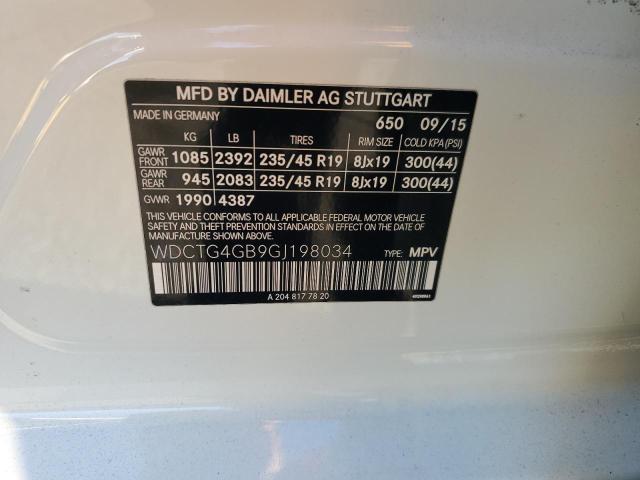 MFD BY DAIMLER AG STUTTGART
MADE IN GERMANY 650 09/15
KG LB TIRES RIM SIZE COLD KPA (PSI)
GAWR FRONT 1085 2392 235/45 R19 8Jx19 300(44)
GAWR REAR 945 2083 235/45 R19 8Jx19 300(44)
GVWR 1990 4387
THIS VEHICLE CONFORMS TO ALL APPLICABLE FEDERAL MOTOR VEHICLE
SAFETY AND THEFT PREVENTION STANDARDS IN EFFECT ON THE DATE
OF MANUFACTURE SHOWN ABOVE.
WDCTG4GB9GJ198034 TYPE: MPV
A 204 817 78 20